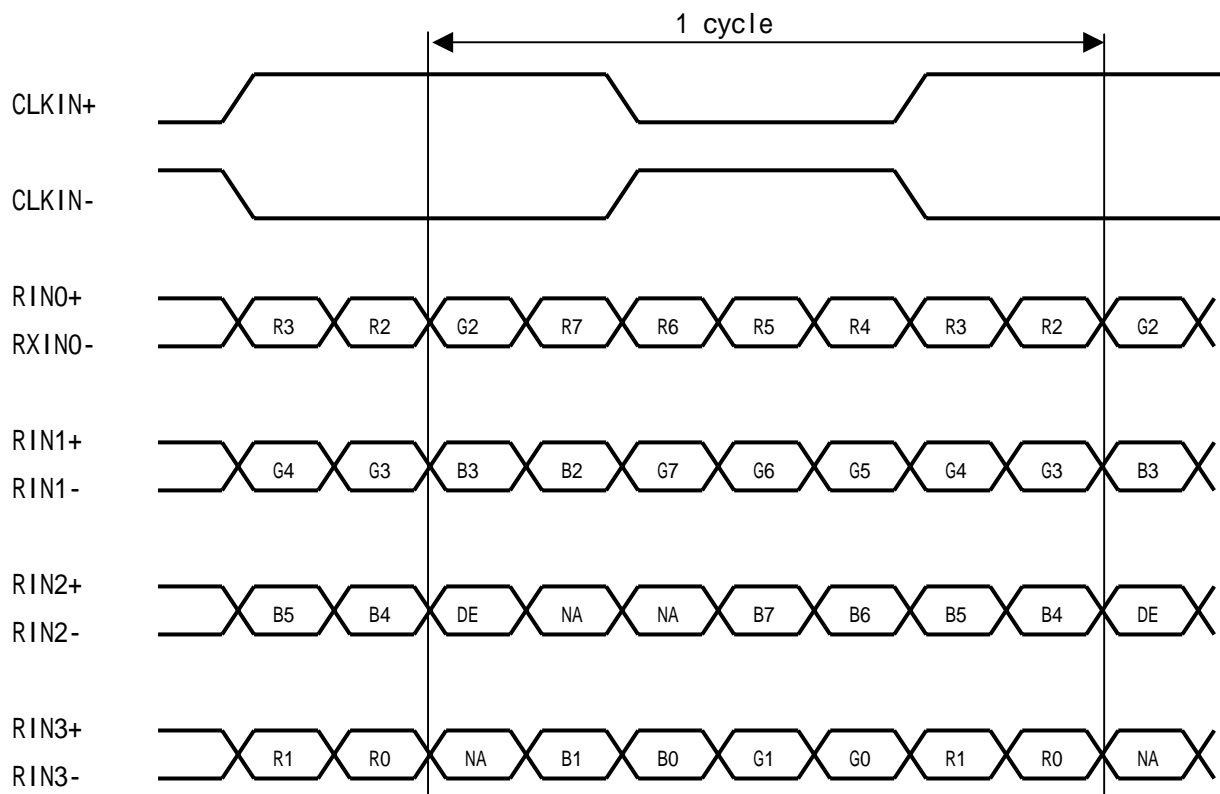 1 cycle
CLKIN+
CLKIN-
RIN0+
R3 R2 G2 R7 R6 R5 R4 R3 R2 G2
RXIN0-
RIN1+
G4 G3 B3 B2 G7 G6 G5 G4 G3 B3
RIN1-
RIN2+
B5 B4 DE NA NA B7 B6 B5 B4 DE
RIN2-
RIN3+
R1 R0 NA B1 B0 G1 G0 R1 R0 NA
RIN3-